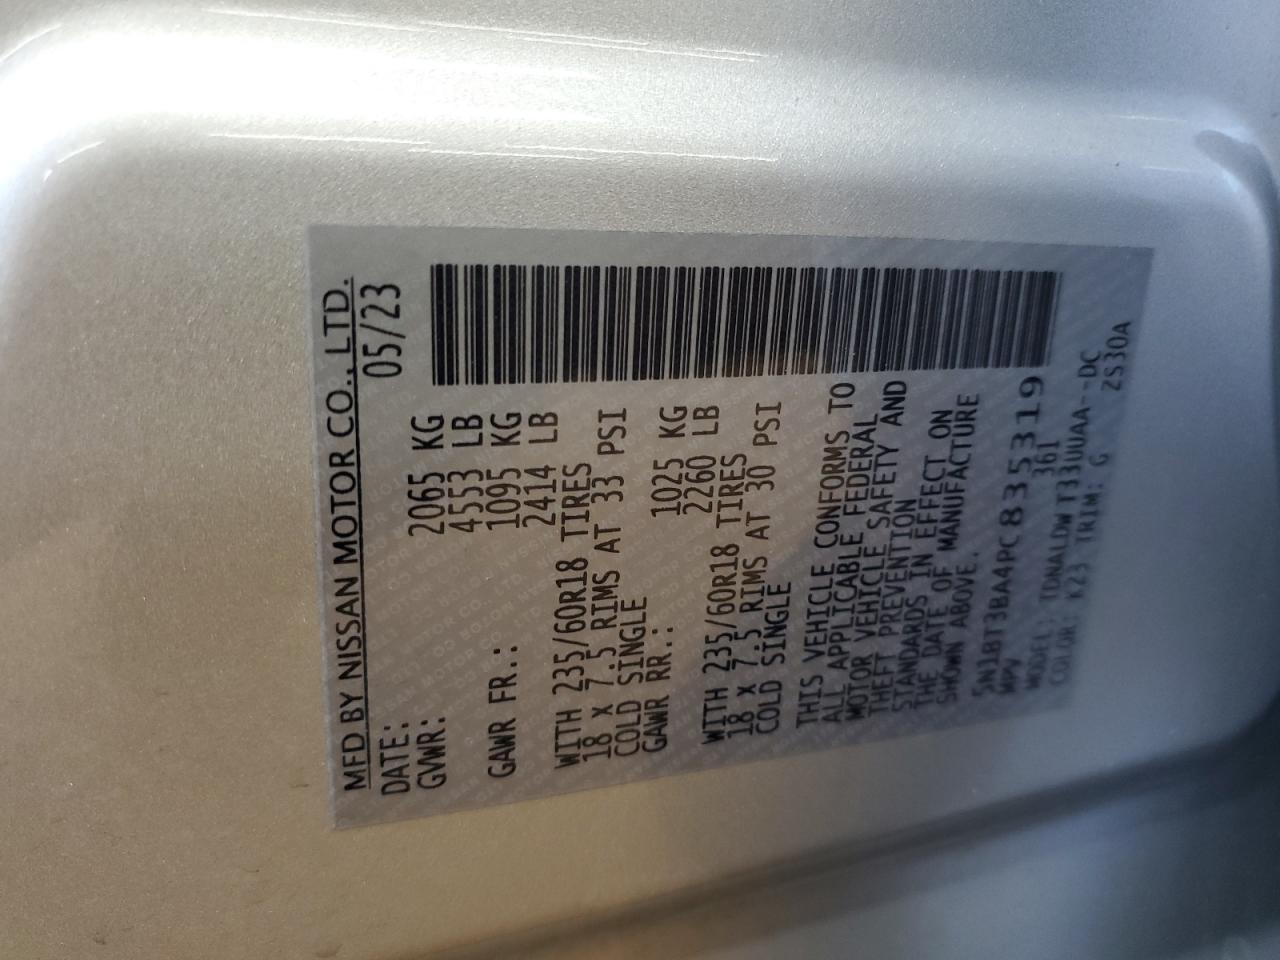 MFD BY NISSAN MOTOR CO., LTD.
DATE: 05/23
GVWR: 2065 KG
4553 LB
GAWR FR.: 1095 KG
2414 LB
WITH 235/60R18 TIRES
18 X 7.5 RIMS AT 33 PSI
COLD SINGLE
GAWR RR.: 1025 KG
2260 LB
WITH 235/60R18 TIRES
18 X 7.5 RIMS AT 30 PSI
COLD SINGLE
THIS VEHICLE CONFORMS TO
ALL APPLICABLE FEDERAL
MOTOR VEHICLE SAFETY AND
THEFT PREVENTION
STANDARDS IN EFFECT ON
THE DATE OF MANUFACTURE
SHOWN ABOVE.
5N1BT3BA4PC835319
MPV 361
MODEL: TDNALDWT33UUAA--DC
COLOR: K23 TRIM: G ZS30A